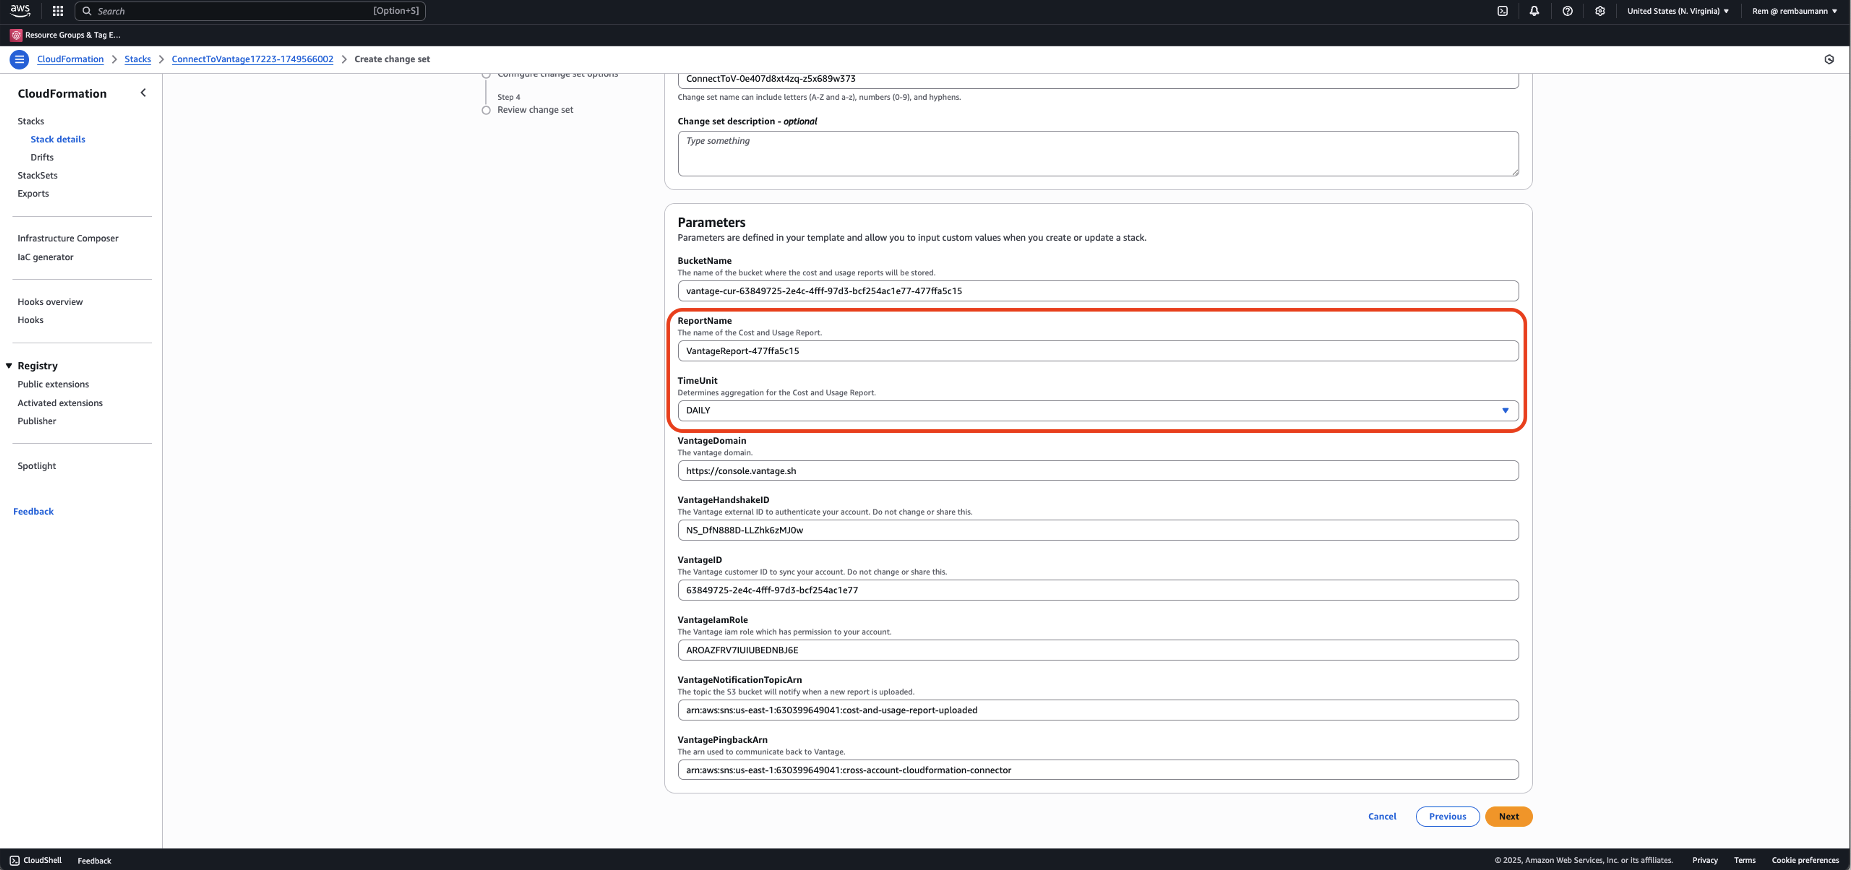 aws
Search [Option+S]
United States (N. Virginia) ▼
Rem @ rembaumann ▼
Resource Groups & Tag E...
CloudFormation > Stacks > ConnectToVantage17223-1749566002 > Create change set
CloudFormation
Stacks
Stack details
Drifts
StackSets
Exports
Infrastructure Composer
IaC generator
Hooks overview
Hooks
Registry
Public extensions
Activated extensions
Publisher
Spotlight
Feedback
Configure change set options
Step 4
Review change set
ConnectToV-0e407d8xt4zq-z5x689w373
Change set name can include letters (A-Z and a-z), numbers (0-9), and hyphens.
Change set description - optional
Type something
Parameters
Parameters are defined in your template and allow you to input custom values when you create or update a stack.
BucketName
The name of the bucket where the cost and usage reports will be stored.
vantage-cur-63849725-2e4c-4fff-97d3-bcf254ac1e77-477ffa5c15
ReportName
The name of the Cost and Usage Report.
VantageReport-477ffa5c15
TimeUnit
Determines aggregation for the Cost and Usage Report.
DAILY
VantageDomain
The vantage domain.
https://console.vantage.sh
VantageHandshakeID
The Vantage external ID to authenticate your account. Do not change or share this.
NS_DfN888D-LLZhk6zMJ0w
VantageID
The Vantage customer ID to sync your account. Do not change or share this.
63849725-2e4c-4fff-97d3-bcf254ac1e77
VantageIamRole
The Vantage iam role which has permission to your account.
AROAZFRV7IUIUBEDNBJ6E
VantageNotificationTopicArn
The topic the S3 bucket will notify when a new report is uploaded.
arn:aws:sns:us-east-1:630399649041:cost-and-usage-report-uploaded
VantagePingbackArn
The arn used to communicate back to Vantage.
arn:aws:sns:us-east-1:630399649041:cross-account-cloudformation-connector
Cancel
Previous
Next
CloudShell
Feedback
© 2025, Amazon Web Services, Inc. or its affiliates.
Privacy
Terms
Cookie preferences